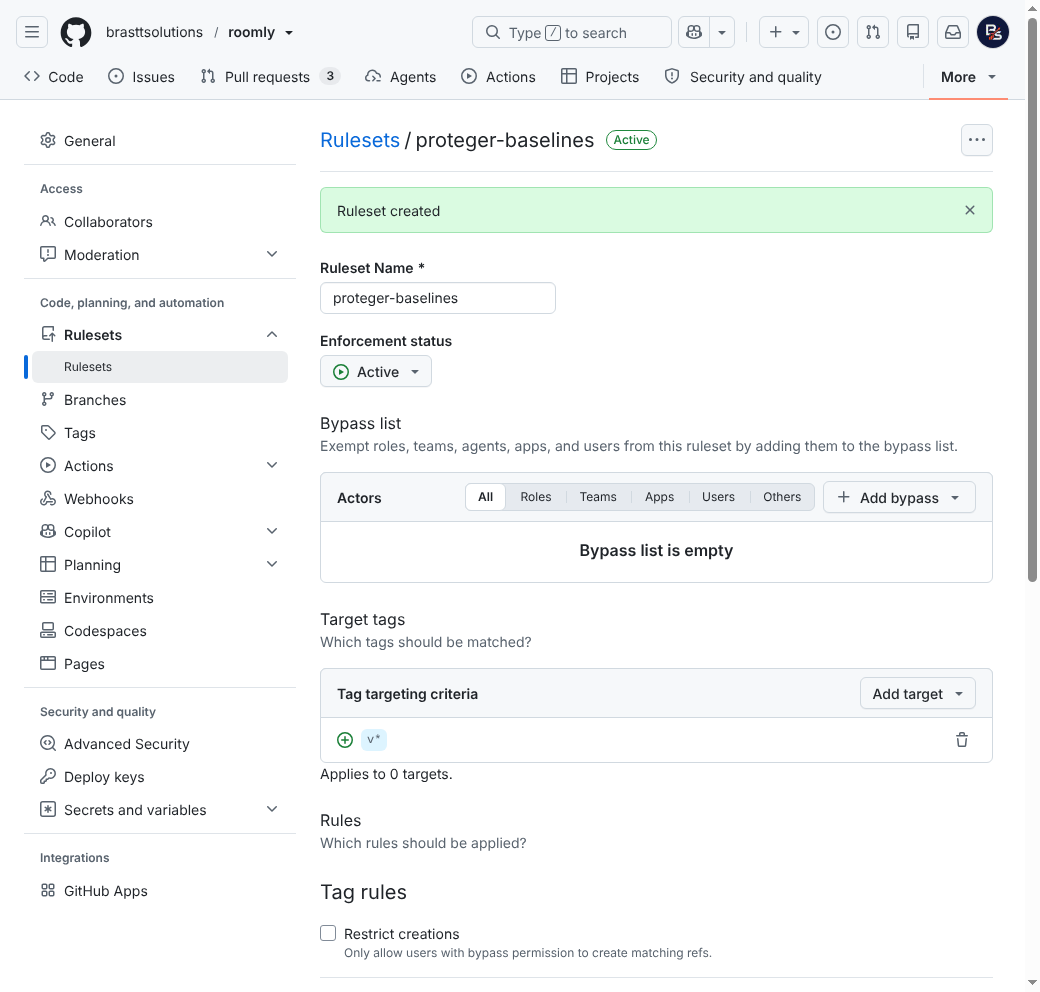 brasttsolutions / roomly
Type / to search
Code
Issues
Pull requests 3
Agents
Actions
Projects
Security and quality
More
General
Access
Collaborators
Moderation
Code, planning, and automation
Rulesets
Rulesets
Branches
Tags
Actions
Webhooks
Copilot
Planning
Environments
Codespaces
Pages
Security and quality
Advanced Security
Deploy keys
Secrets and variables
Integrations
GitHub Apps
Rulesets / proteger-baselines Active
Ruleset created
Ruleset Name *
proteger-baselines
Enforcement status
Active
Bypass list
Exempt roles, teams, agents, apps, and users from this ruleset by adding them to the bypass list.
Actors
All Roles Teams Apps Users Others
Add bypass
Bypass list is empty
Target tags
Which tags should be matched?
Tag targeting criteria
Add target
v*
Applies to 0 targets.
Rules
Which rules should be applied?
Tag rules
Restrict creations
Only allow users with bypass permission to create matching refs.